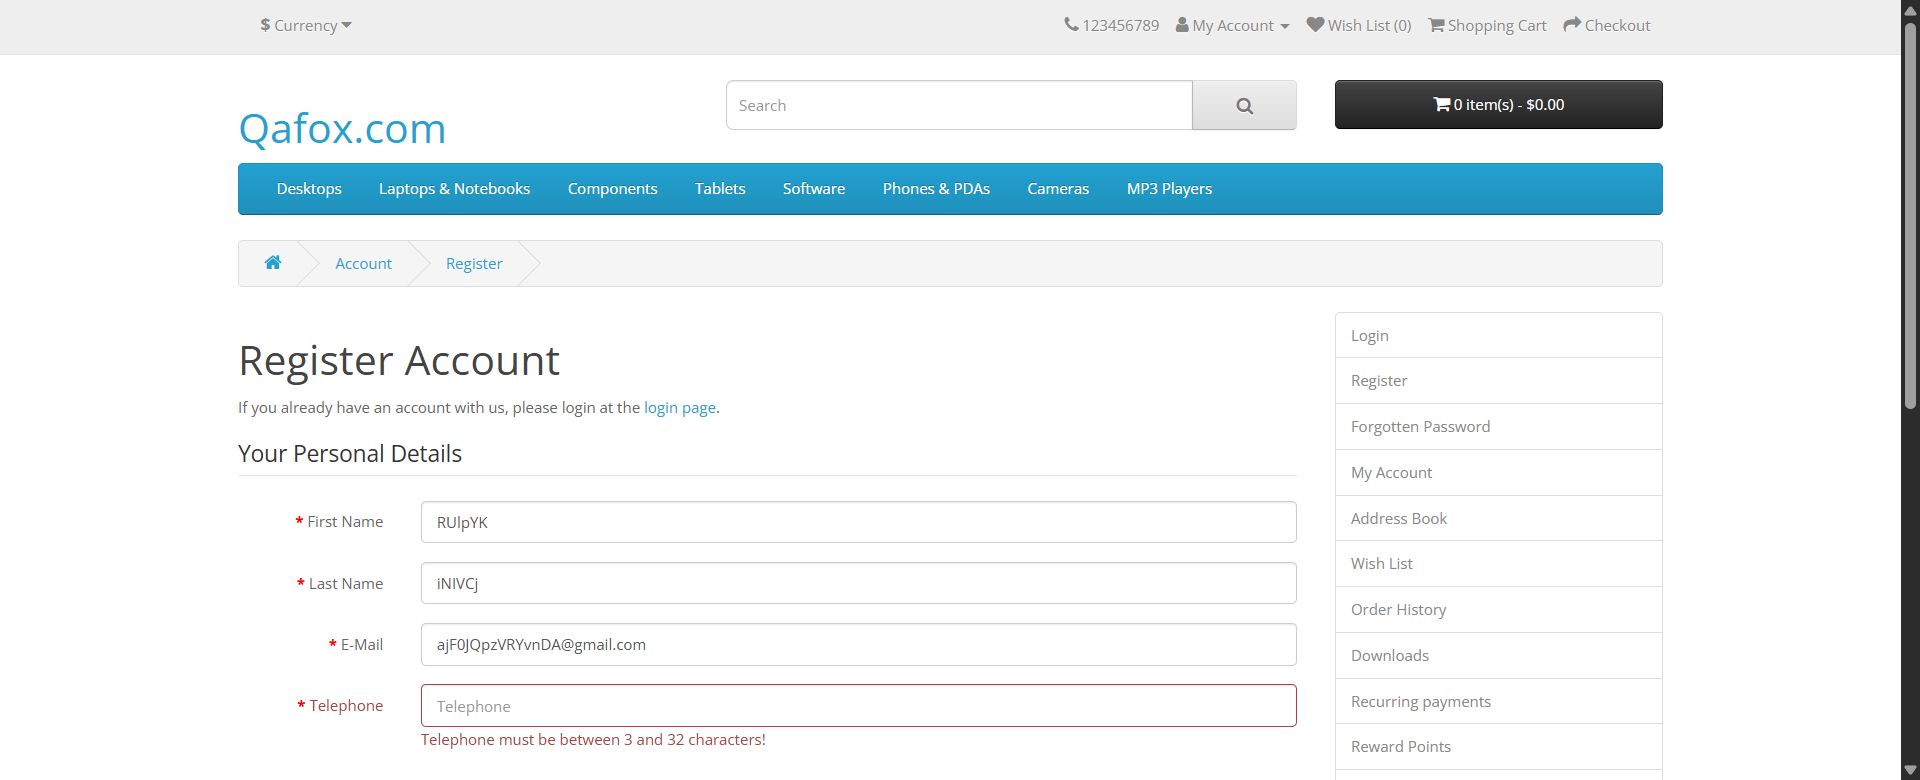 $ Currency
123456789 My Account Wish List (0) Shopping Cart Checkout
Search
0 item(s) - $0.00
Qafox.com
Desktops Laptops & Notebooks Components Tablets Software Phones & PDAs Cameras MP3 Players
Account Register
Register Account
If you already have an account with us, please login at the login page.
Your Personal Details
* First Name RUlpYK
* Last Name iNIVCj
* E-Mail ajF0JQpzVRYvnDA@gmail.com
* Telephone Telephone
Telephone must be between 3 and 32 characters!
Login
Register
Forgotten Password
My Account
Address Book
Wish List
Order History
Downloads
Recurring payments
Reward Points